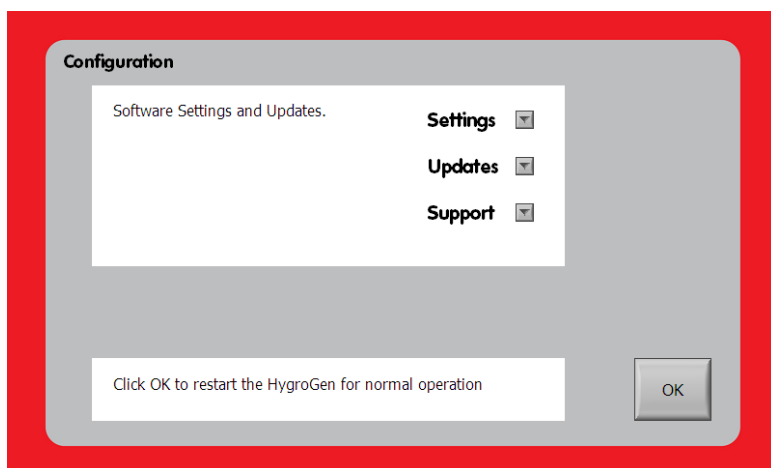 Configuration
Software Settings and Updates.
Settings
Updates
Support
Click OK to restart the HygroGen for normal operation
OK